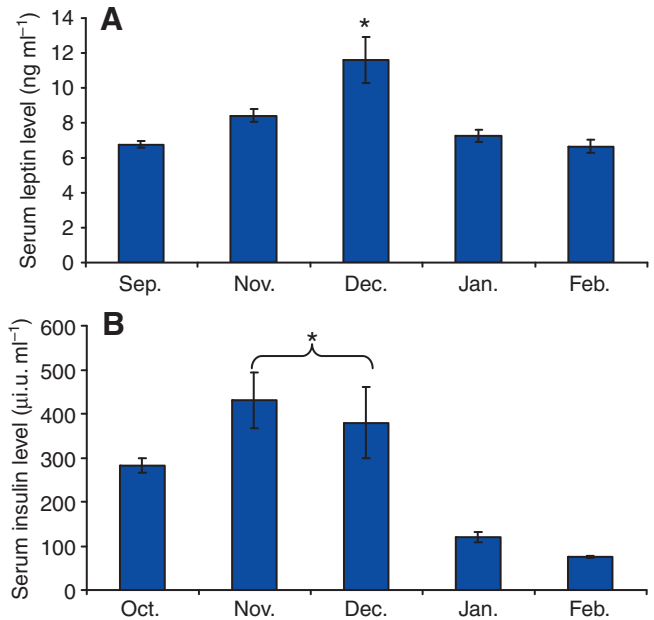 A
Serum leptin level (ng ml⁻¹)
14
12
10
8
6
4
2
0
*
Sep. Nov. Dec. Jan. Feb.
B
Serum insulin level (μi.u. ml⁻¹)
600
500
400
300
200
100
0
*
Oct. Nov. Dec. Jan. Feb.